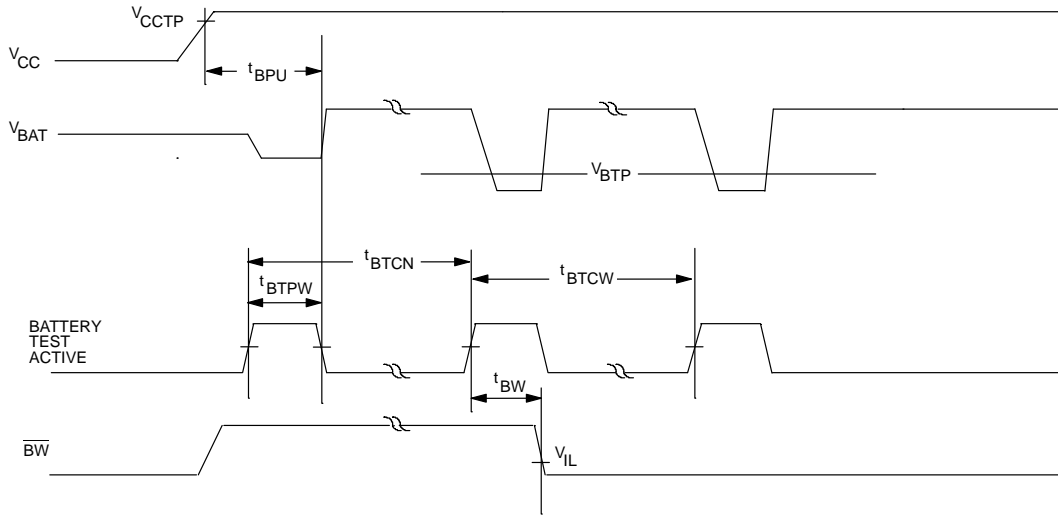 VCCTP
VCC
tBPU
VBAT
VBTP
tBTCN
tBTCW
tBTPW
BATTERY
TEST
ACTIVE
tBW
BW
VIL